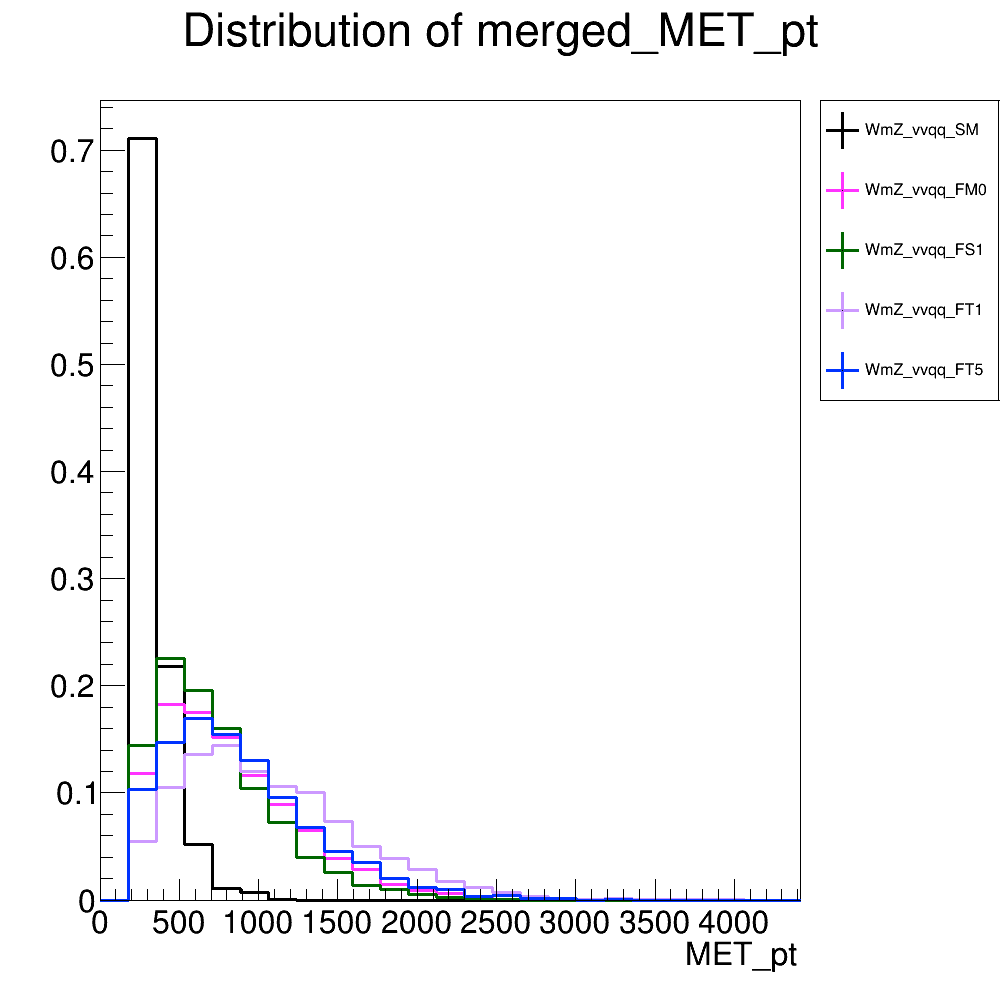 Distribution of merged_MET_pt
WmZ_vvqq_SM
WmZ_vvqq_FM0
WmZ_vvqq_FS1
WmZ_vvqq_FT1
WmZ_vvqq_FT5
0.7
0.6
0.5
0.4
0.3
0.2
0.1
0
0 500 1000 1500 2000 2500 3000 3500 4000
MET_pt